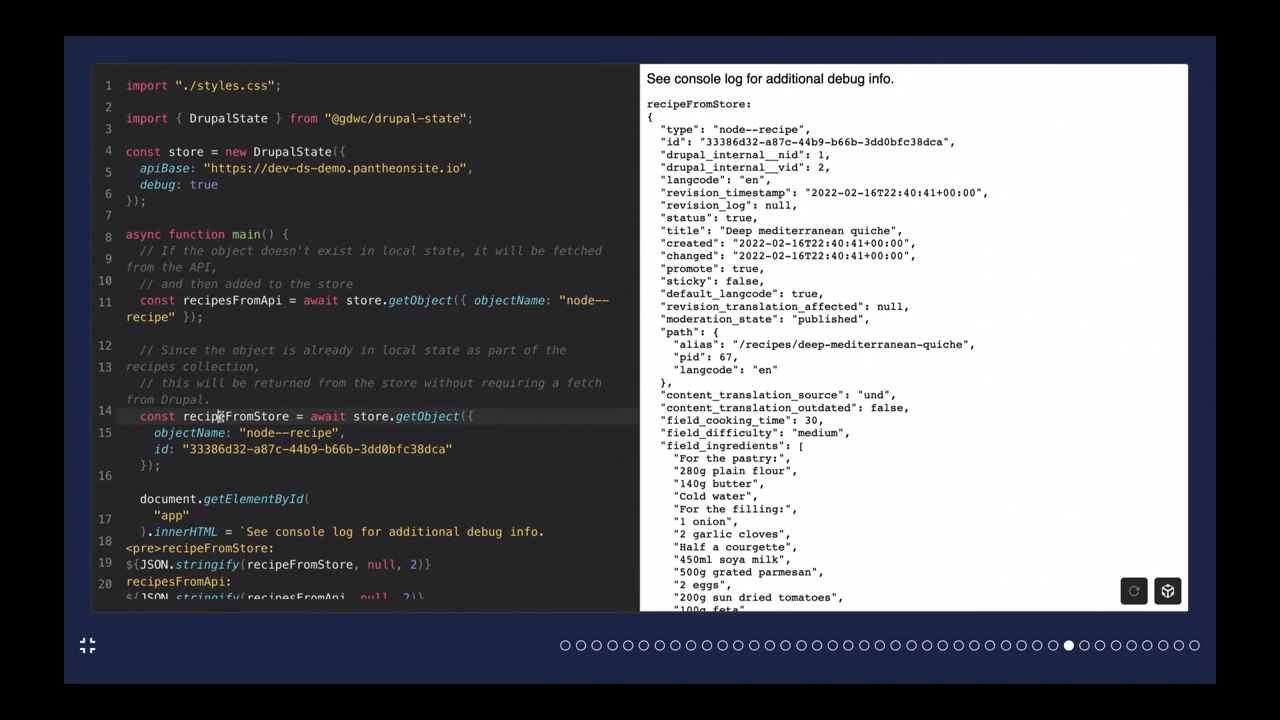 1 import "./styles.css";
2
3 import { DrupalState } from "@gdwc/drupal-state";
4 const store = new DrupalState({
5 apiBase: "https://dev-ds-demo.pantheonsite.io",
debug: true
6 });
7
8 async function main() {
9 // If the object doesn't exist in local state, it will be fetched
from the API,
10 // and then added to the store
11 const recipesFromApi = await store.getObject({ objectName: "node--
recipe" });
12 // Since the object is already in local state as part of the
13 recipes collection,
// this will be returned from the store without requiring a fetch
from Drupal.
14 const recipeFromStore = await store.getObject({
15 objectName: "node--recipe",
id: "33386d32-a87c-44b9-b66b-3dd0bfc38dca"
});
16
document.getElementById(
17 "app"
18 ).innerHTML = `See console log for additional debug info.
<pre>recipeFromStore:
19 ${JSON.stringify(recipeFromStore, null, 2)}
20 recipesFromApi:
${JSON.stringify(recipesFromApi, null, 2)}
See console log for additional debug info.
recipeFromStore:
{
"type": "node--recipe",
"id": "33386d32-a87c-44b9-b66b-3dd0bfc38dca",
"drupal_internal__nid": 1,
"drupal_internal__vid": 2,
"langcode": "en",
"revision_timestamp": "2022-02-16T22:40:41+00:00",
"revision_log": null,
"status": true,
"title": "Deep mediterranean quiche",
"created": "2022-02-16T22:40:41+00:00",
"changed": "2022-02-16T22:40:41+00:00",
"promote": true,
"sticky": false,
"default_langcode": true,
"revision_translation_affected": null,
"moderation_state": "published",
"path": {
"alias": "/recipes/deep-mediterranean-quiche",
"pid": 67,
"langcode": "en"
},
"content_translation_source": "und",
"content_translation_outdated": false,
"field_cooking_time": 30,
"field_difficulty": "medium",
"field_ingredients": [
"For the pastry:",
"280g plain flour",
"140g butter",
"Cold water",
"For the filling:",
"1 onion",
"2 garlic cloves",
"Half a courgette",
"450ml soya milk",
"500g grated parmesan",
"2 eggs",
"200g sun dried tomatoes",
"100g feta",